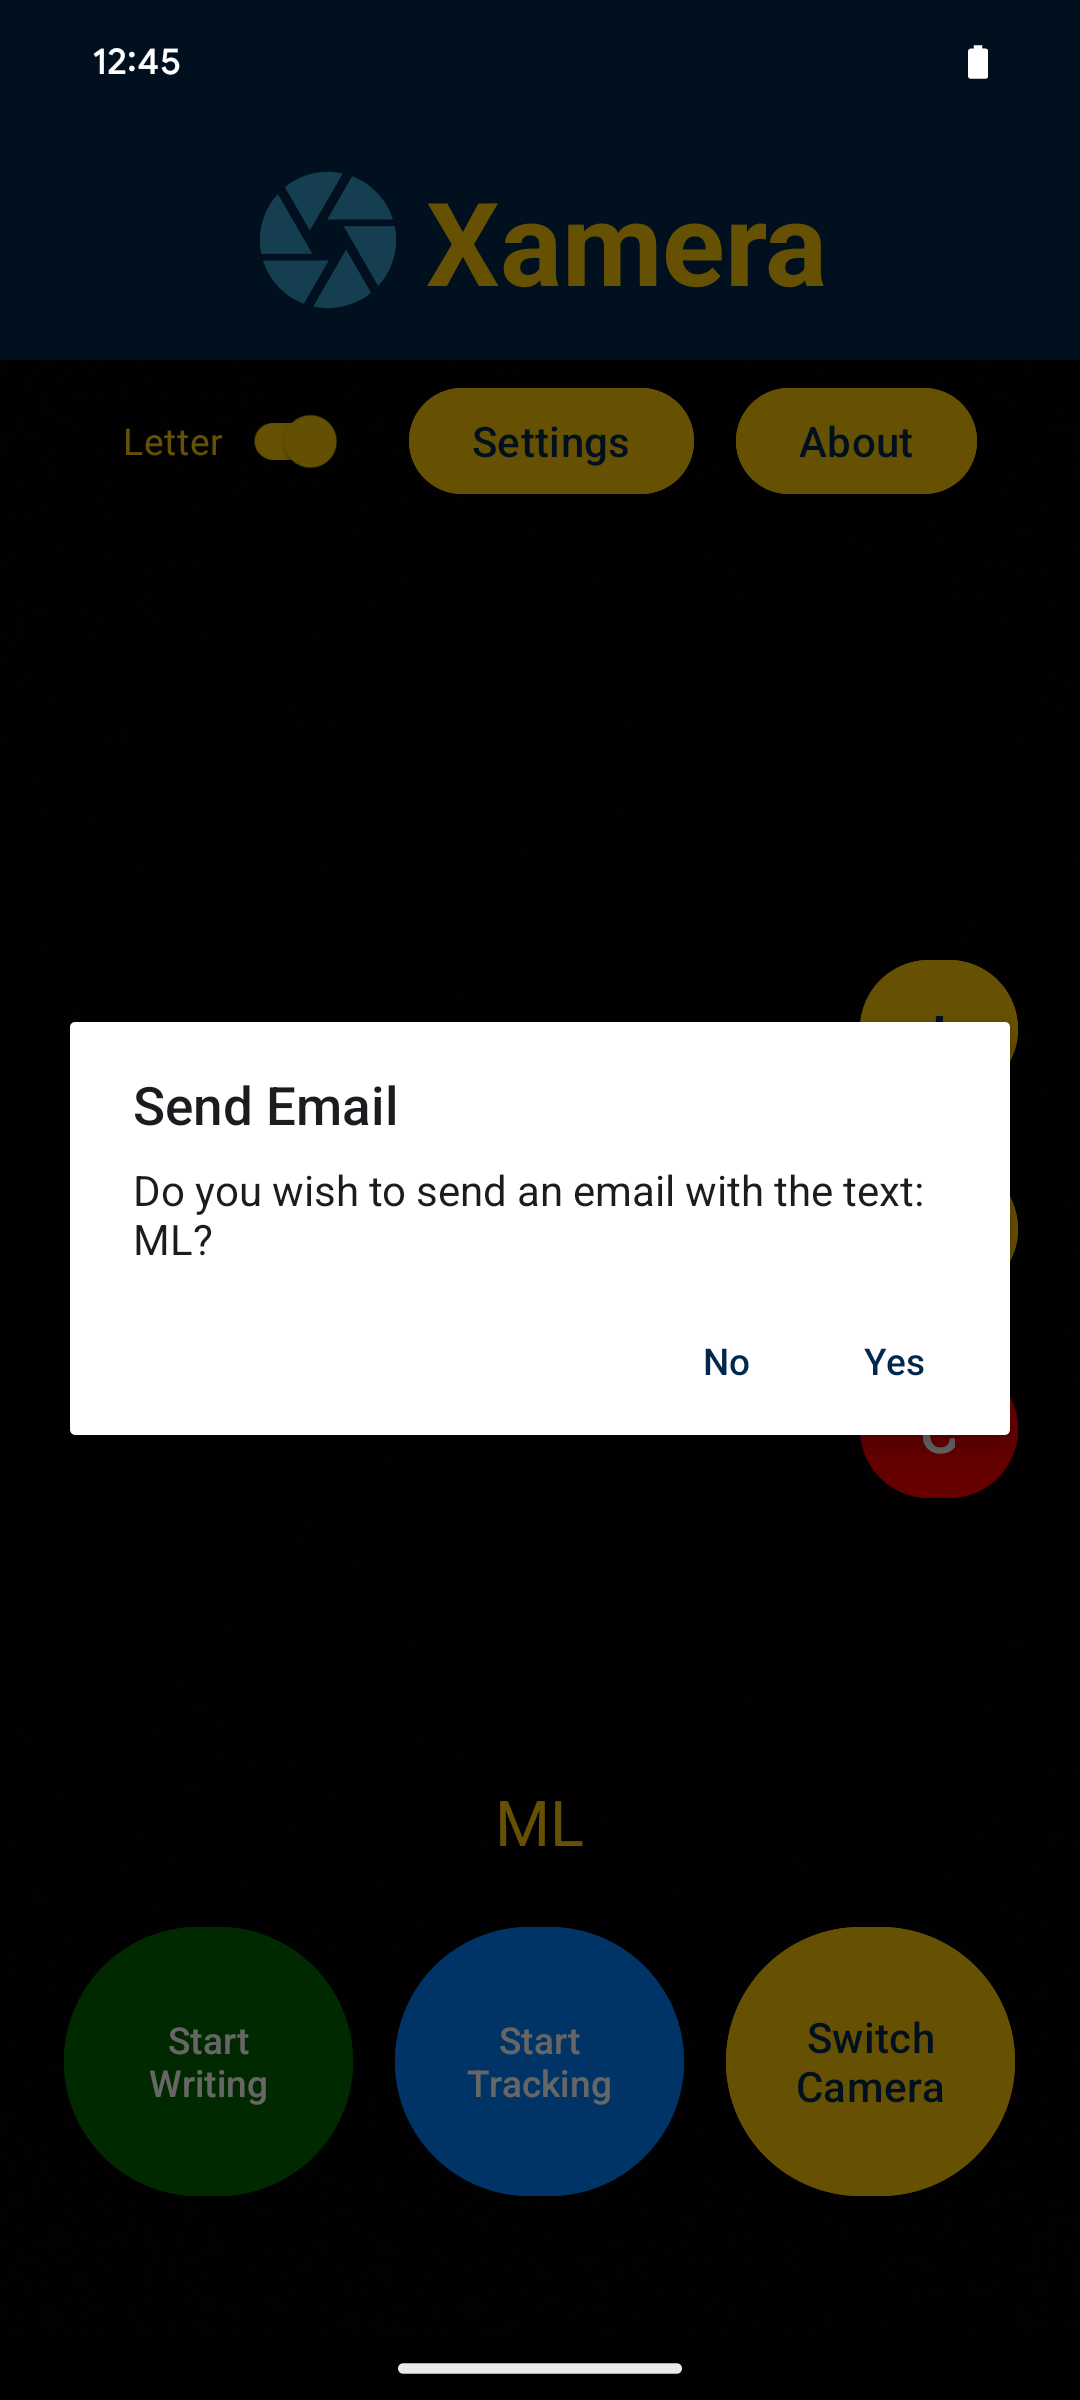 12:45
Xamera
Letter
Settings
About
Send Email
Do you wish to send an email with the text:
ML?
No
Yes
C
ML
Start
Writing
Start
Tracking
Switch
Camera